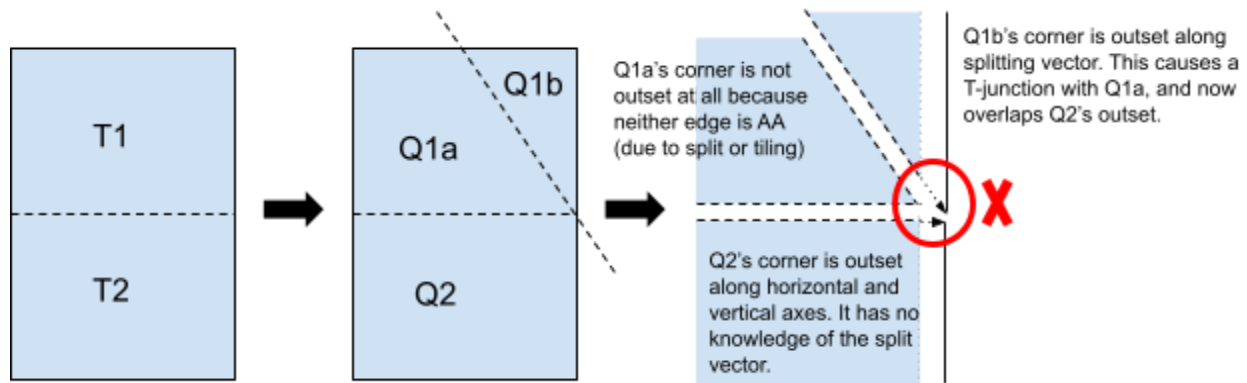 T1
T2
Q1a
Q1b
Q2
Q1a's corner is not
outset at all because
neither edge is AA
(due to split or tiling)
Q2's corner is outset
along horizontal and
vertical axes. It has no
knowledge of the split
vector.
Q1b's corner is outset along
splitting vector. This causes a
T-junction with Q1a, and now
overlaps Q2's outset.